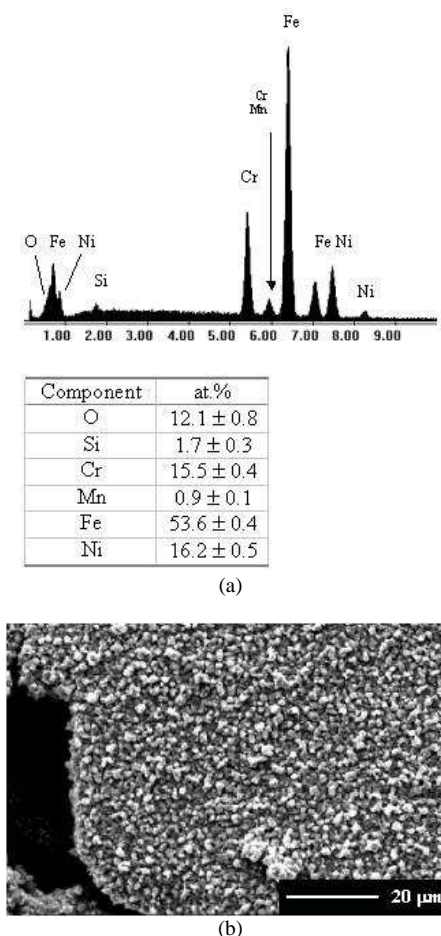 Fe
Cr
Mn
Cr
O Fe Ni
Fe Ni
Si
Ni
1.00 2.00 3.00 4.00 5.00 6.00 7.00 8.00 9.00
Component at.%
O 12.1 ± 0.8
Si 1.7 ± 0.3
Cr 15.5 ± 0.4
Mn 0.9 ± 0.1
Fe 53.6 ± 0.4
Ni 16.2 ± 0.5
(a)
20 µm
(b)